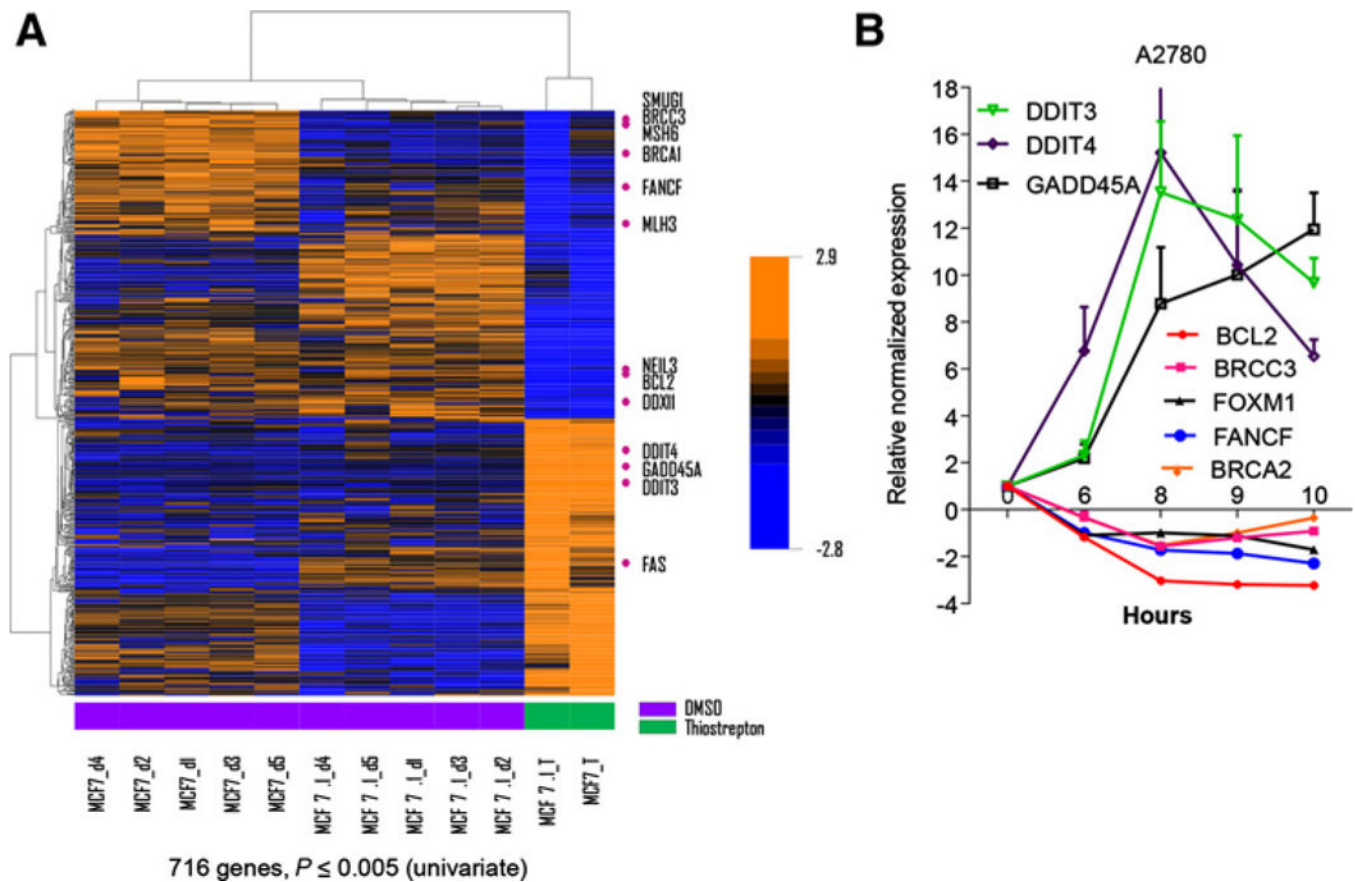 A
SMUG1
BRCC3
MSH6
BRCA1
FANCF
MLH3
NEIL3
BCL2
DDX11
DDIT4
GADD45A
DDIT3
FAS
2.9
-2.8
DMSO
Thiostrepton
MCF7_d4
MCF7_d2
MCF7_d1
MCF7_d3
MCF7_d5
MCF 7 .1_d4
MCF 7 .1_d5
MCF 7 .1_d1
MCF 7 .1_d3
MCF 7 .1_d2
MCF 7 .1_T
MCF7_T
716 genes, P ≤ 0.005 (univariate)
B
A2780
Relative normalized expression
18
16
14
12
10
8
6
4
2
0
-2
-4
DDIT3
DDIT4
GADD45A
BCL2
BRCC3
FOXM1
FANCF
BRCA2
0 6 8 9 10
Hours